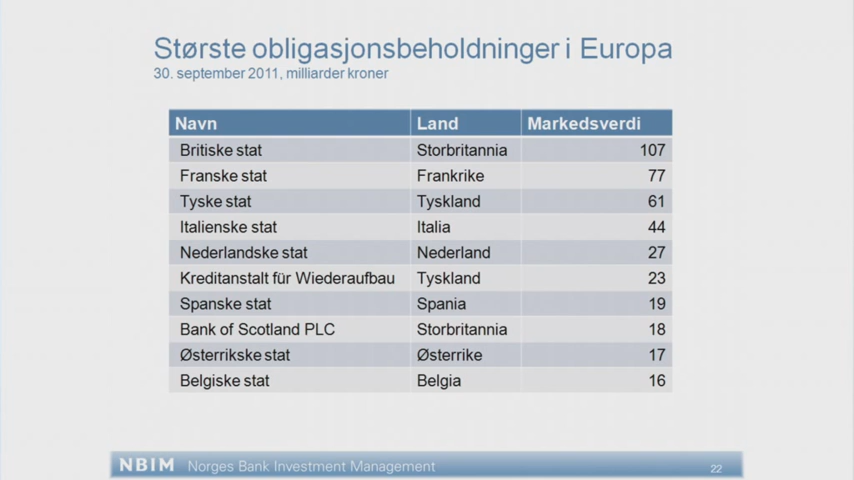 Største obligasjonsbeholdninger i Europa
30. september 2011, milliarder kroner
Navn Land Markedsverdi
Britiske stat Storbritannia 107
Franske stat Frankrike 77
Tyske stat Tyskland 61
Italienske stat Italia 44
Nederlandske stat Nederland 27
Kreditanstalt für Wiederaufbau Tyskland 23
Spanske stat Spania 19
Bank of Scotland PLC Storbritannia 18
Østerrikske stat Østerrike 17
Belgiske stat Belgia 16
NBIM Norges Bank Investment Management 22